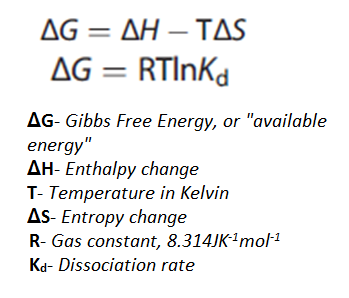 ΔG = ΔH – TΔS
ΔG = RTlnK_d
ΔG- Gibbs Free Energy, or "available
energy"
ΔH- Enthalpy change
T- Temperature in Kelvin
ΔS- Entropy change
R- Gas constant, 8.314JK⁻¹mol⁻¹
K_d- Dissociation rate